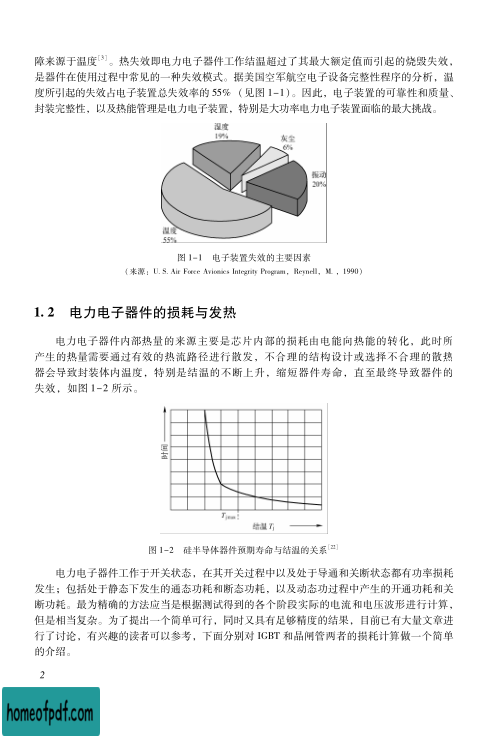 障来源于温度[3]。热失效即电力电子器件工作结温超过了其最大额定值而引起的烧毁失效，
是器件在使用过程中常见的一种失效模式。据美国空军航空电子设备完整性程序的分析，温
度所引起的失效占电子装置总失效率的 55%（见图 1-1）。因此，电子装置的可靠性和质量、
封装完整性，以及热能管理是电力电子装置，特别是大功率电力电子装置面临的最大挑战。
湿度
19%
灰尘
6%
振动
20%
温度
55%
图 1-1 电子装置失效的主要因素
（来源：U. S. Air Force Avionics Integrity Program，Reynell，M.，1990）
1. 2 电力电子器件的损耗与发热
电力电子器件内部热量的来源主要是芯片内部的损耗由电能向热能的转化，此时所
产生的热量需要通过有效的热流路径进行散发，不合理的结构设计或选择不合理的散热
器会导致封装体内温度，特别是结温的不断上升，缩短器件寿命，直至最终导致器件的
失效，如图 1-2 所示。
时间
Tjmax
结温 Tj
图 1-2 硅半导体器件预期寿命与结温的关系[22]
电力电子器件工作于开关状态，在其开关过程中以及处于导通和关断状态都有功率损耗
发生；包括处于静态下发生的通态功耗和断态功耗，以及动态功过程中产生的开通功耗和关
断功耗。最为精确的方法应当是根据测试得到的各个阶段实际的电流和电压波形进行计算，
但是相当复杂。为了提出一个简单可行，同时又具有足够精度的结果，目前已有大量文章进
行了讨论，有兴趣的读者可以参考，下面分别对 IGBT 和晶闸管两者的损耗计算做一个简单
的介绍。
2
homeofpdf.com